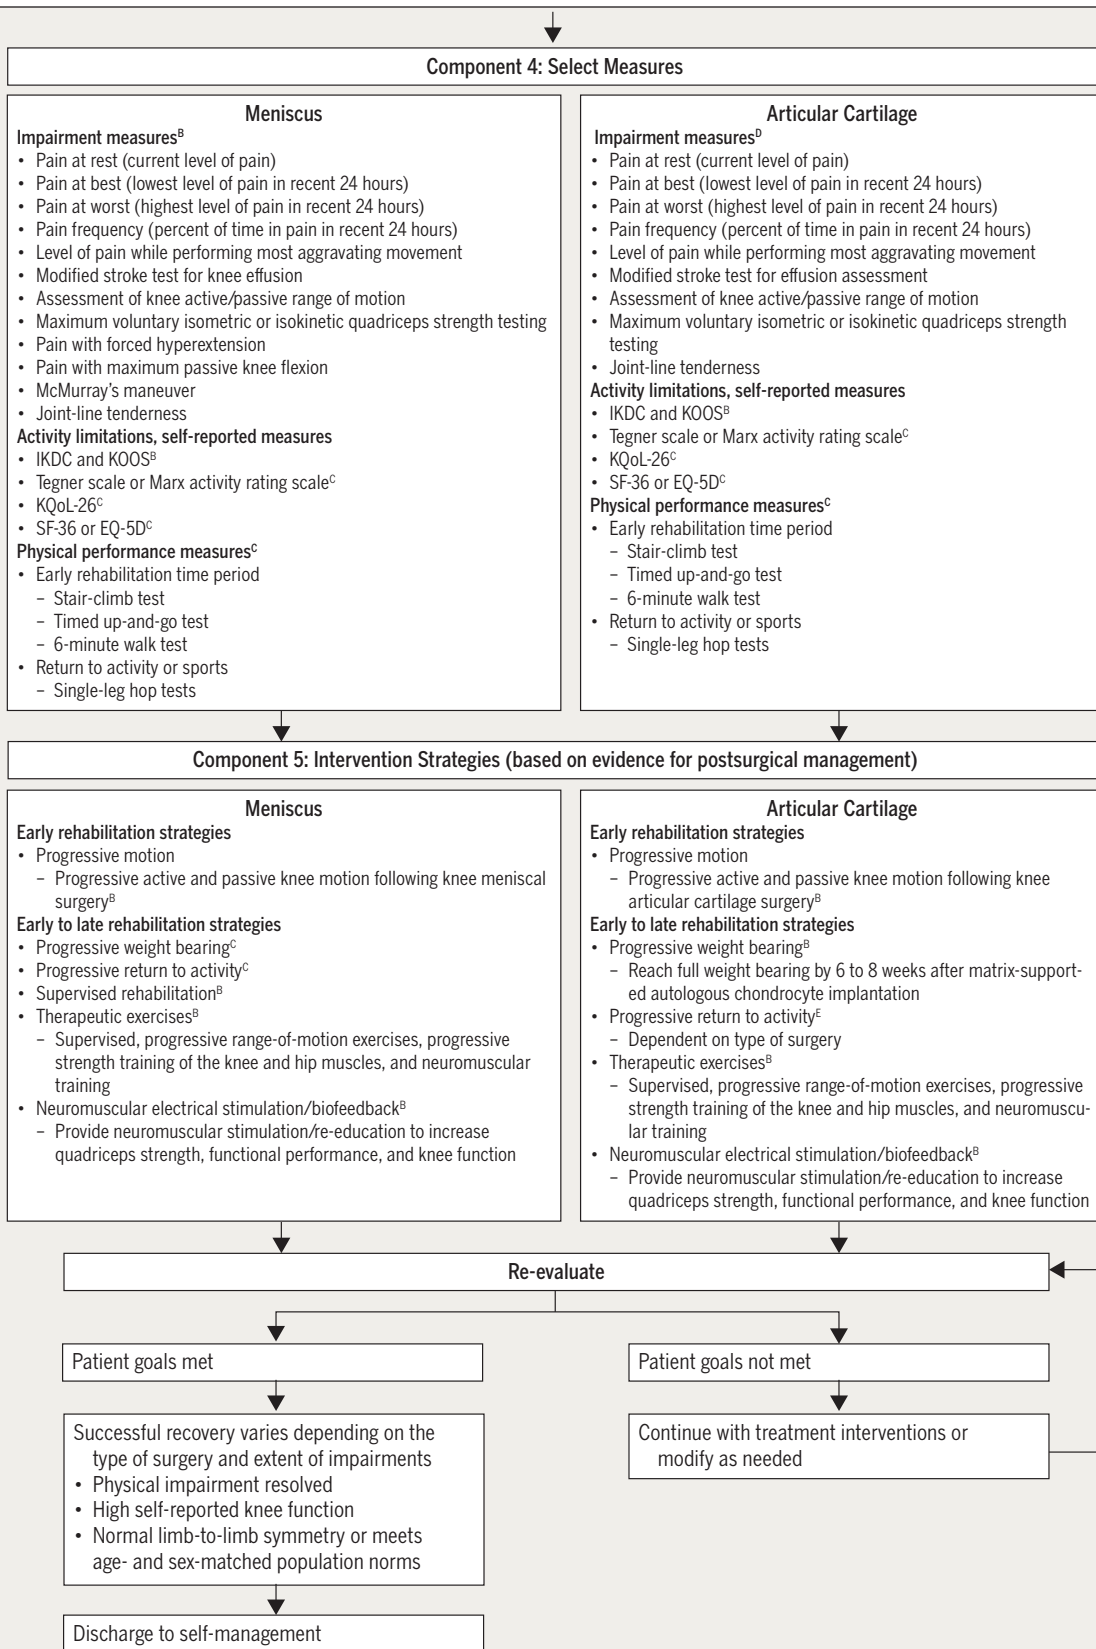 Component 4: Select Measures
Meniscus
Impairment measuresᴮ
• Pain at rest (current level of pain)
• Pain at best (lowest level of pain in recent 24 hours)
• Pain at worst (highest level of pain in recent 24 hours)
• Pain frequency (percent of time in pain in recent 24 hours)
• Level of pain while performing most aggravating movement
• Modified stroke test for knee effusion
• Assessment of knee active/passive range of motion
• Maximum voluntary isometric or isokinetic quadriceps strength testing
• Pain with forced hyperextension
• Pain with maximum passive knee flexion
• McMurray's maneuver
• Joint-line tenderness
Activity limitations, self-reported measures
• IKDC and KOOSᴮ
• Tegner scale or Marx activity rating scaleᶜ
• KQoL-26ᶜ
• SF-36 or EQ-5Dᶜ
Physical performance measuresᶜ
• Early rehabilitation time period
– Stair-climb test
– Timed up-and-go test
– 6-minute walk test
• Return to activity or sports
– Single-leg hop tests
Articular Cartilage
Impairment measuresᴰ
• Pain at rest (current level of pain)
• Pain at best (lowest level of pain in recent 24 hours)
• Pain at worst (highest level of pain in recent 24 hours)
• Pain frequency (percent of time in pain in recent 24 hours)
• Level of pain while performing most aggravating movement
• Modified stroke test for effusion assessment
• Assessment of knee active/passive range of motion
• Maximum voluntary isometric or isokinetic quadriceps strength
testing
• Joint-line tenderness
Activity limitations, self-reported measures
• IKDC and KOOSᴮ
• Tegner scale or Marx activity rating scaleᶜ
• KQoL-26ᶜ
• SF-36 or EQ-5Dᶜ
Physical performance measuresᶜ
• Early rehabilitation time period
– Stair-climb test
– Timed up-and-go test
– 6-minute walk test
• Return to activity or sports
– Single-leg hop tests
Component 5: Intervention Strategies (based on evidence for postsurgical management)
Meniscus
Early rehabilitation strategies
• Progressive motion
– Progressive active and passive knee motion following knee meniscal
surgeryᴮ
Early to late rehabilitation strategies
• Progressive weight bearingᶜ
• Progressive return to activityᶜ
• Supervised rehabilitationᴮ
• Therapeutic exercisesᴮ
– Supervised, progressive range-of-motion exercises, progressive
strength training of the knee and hip muscles, and neuromuscular
training
• Neuromuscular electrical stimulation/biofeedbackᴮ
– Provide neuromuscular stimulation/re-education to increase
quadriceps strength, functional performance, and knee function
Articular Cartilage
Early rehabilitation strategies
• Progressive motion
– Progressive active and passive knee motion following knee
articular cartilage surgeryᴮ
Early to late rehabilitation strategies
• Progressive weight bearingᴮ
– Reach full weight bearing by 6 to 8 weeks after matrix-support-
ed autologous chondrocyte implantation
• Progressive return to activityᴱ
– Dependent on type of surgery
• Therapeutic exercisesᴮ
– Supervised, progressive range-of-motion exercises, progressive
strength training of the knee and hip muscles, and neuromuscu-
lar training
• Neuromuscular electrical stimulation/biofeedbackᴮ
– Provide neuromuscular stimulation/re-education to increase
quadriceps strength, functional performance, and knee function
Re-evaluate
Patient goals met
Successful recovery varies depending on the
type of surgery and extent of impairments
• Physical impairment resolved
• High self-reported knee function
• Normal limb-to-limb symmetry or meets
age- and sex-matched population norms
Discharge to self-management
Patient goals not met
Continue with treatment interventions or
modify as needed